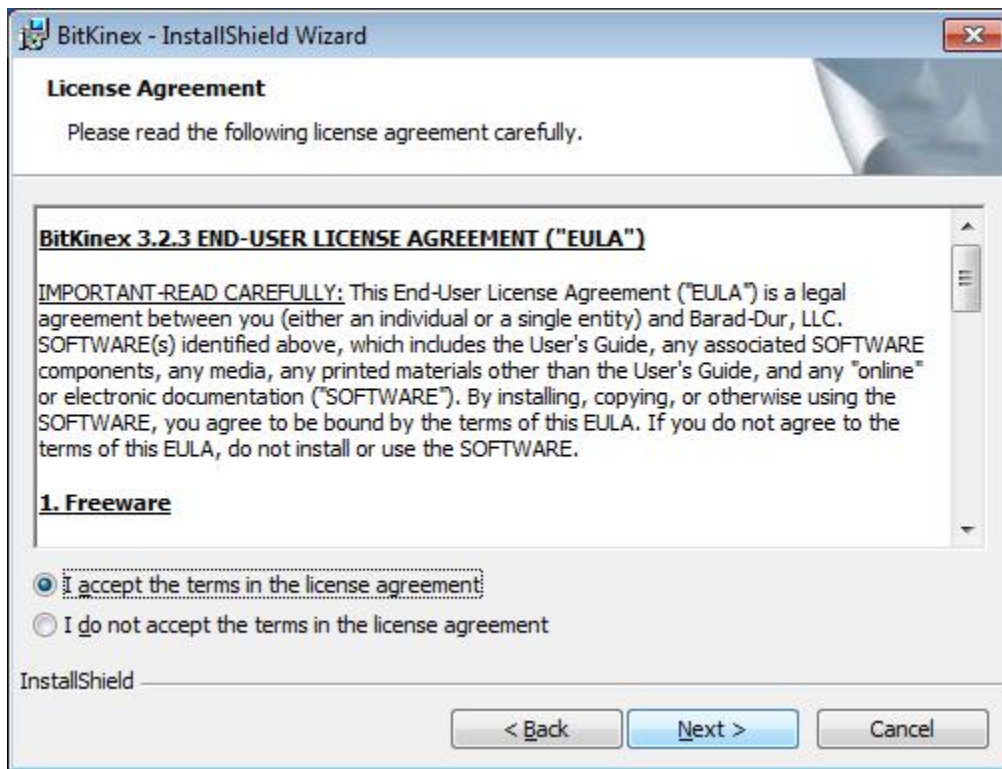 BitKinex - InstallShield Wizard
License Agreement
Please read the following license agreement carefully.
BitKinex 3.2.3 END-USER LICENSE AGREEMENT ("EULA")
IMPORTANT-READ CAREFULLY: This End-User License Agreement ("EULA") is a legal
agreement between you (either an individual or a single entity) and Barad-Dur, LLC.
SOFTWARE(s) identified above, which includes the User's Guide, any associated SOFTWARE
components, any media, any printed materials other than the User's Guide, and any "online"
or electronic documentation ("SOFTWARE"). By installing, copying, or otherwise using the
SOFTWARE, you agree to be bound by the terms of this EULA. If you do not agree to the
terms of this EULA, do not install or use the SOFTWARE.
1. Freeware
I accept the terms in the license agreement
I do not accept the terms in the license agreement
InstallShield
< Back
Next >
Cancel